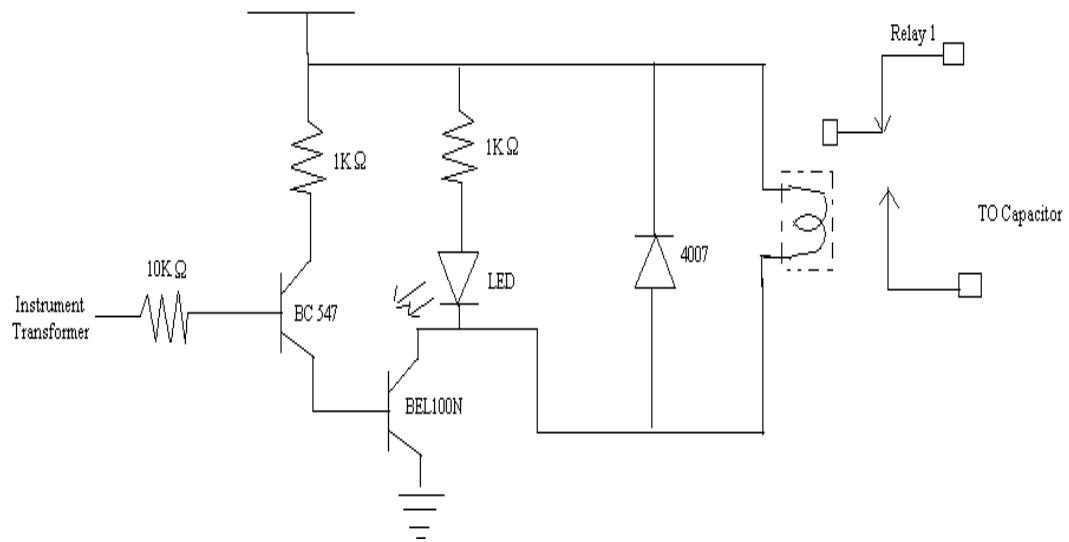 Relay 1
1K Ω
1K Ω
TO Capacitor
4007
10K Ω
LED
Instrument
Transformer
BC 547
BEL100N